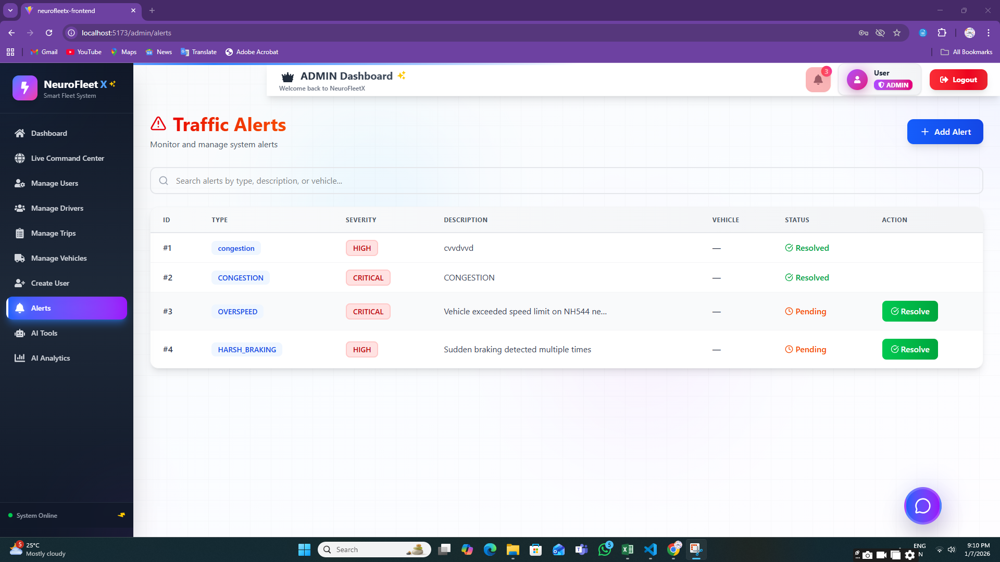 neurofleetx-frontend
localhost:5173/admin/alerts
Gmail YouTube Maps News Translate Adobe Acrobat All Bookmarks
NeuroFleet X
Smart Fleet System
Dashboard
Live Command Center
Manage Users
Manage Drivers
Manage Trips
Manage Vehicles
Create User
Alerts
AI Tools
AI Analytics
System Online
ADMIN Dashboard
Welcome back to NeuroFleetX
3
User
ADMIN
Logout
Traffic Alerts
Monitor and manage system alerts
Add Alert
Search alerts by type, description, or vehicle...
ID TYPE SEVERITY DESCRIPTION VEHICLE STATUS ACTION
#1 congestion HIGH cvvdvvd — Resolved
#2 CONGESTION CRITICAL CONGESTION — Resolved
#3 OVERSPEED CRITICAL Vehicle exceeded speed limit on NH544 ne... — Pending Resolve
#4 HARSH_BRAKING HIGH Sudden braking detected multiple times — Pending Resolve
5
25°C
Mostly cloudy
Search
5
ENG
N
9:10 PM
1/7/2026